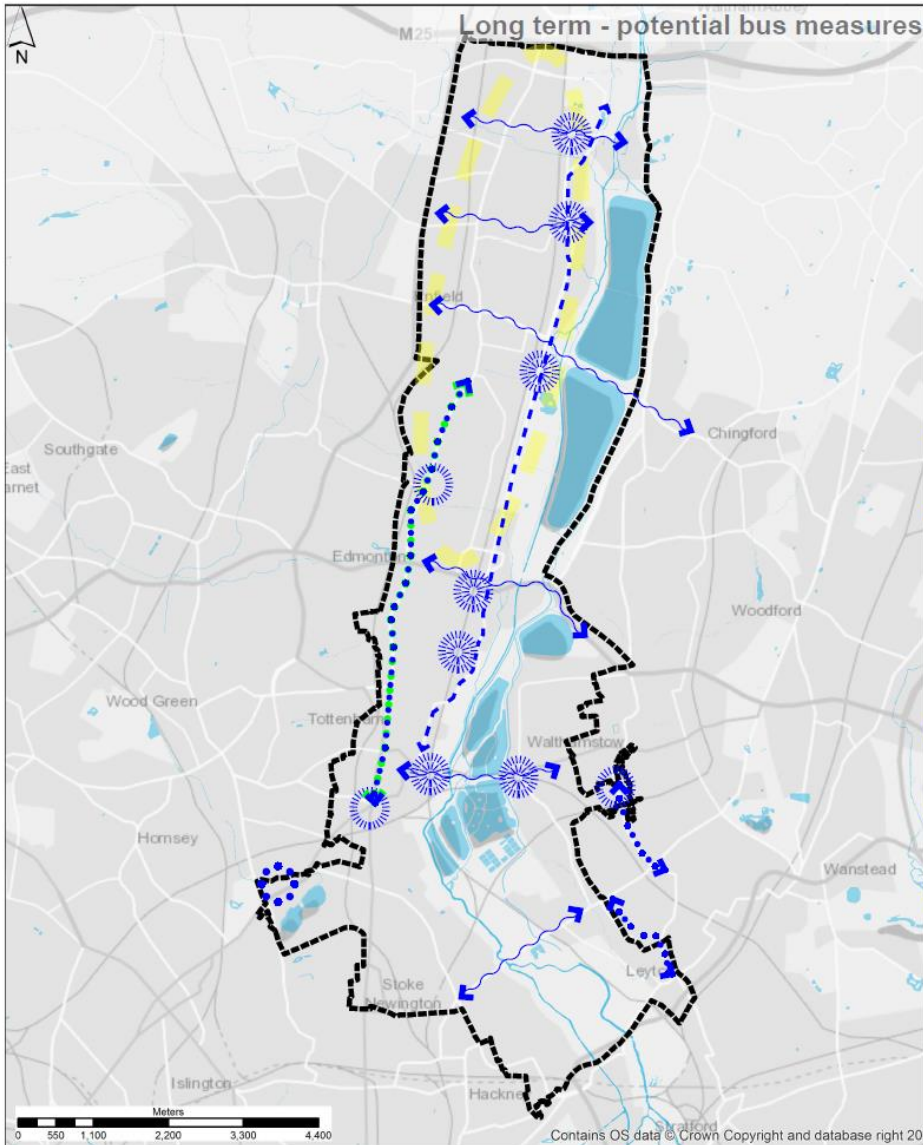 Long term - potential bus measures
M25
N
Chingford
Southgate
East
Edmonton
Woodford
Wood Green
Tottenham
Walthamstow
Hornsey
Wanstead
Leyton
Stoke
Newington
Islington
Meters
0 550 1,100 2,200 3,300 4,400
Stratford
Contains OS data © Crown Copyright and database right 20